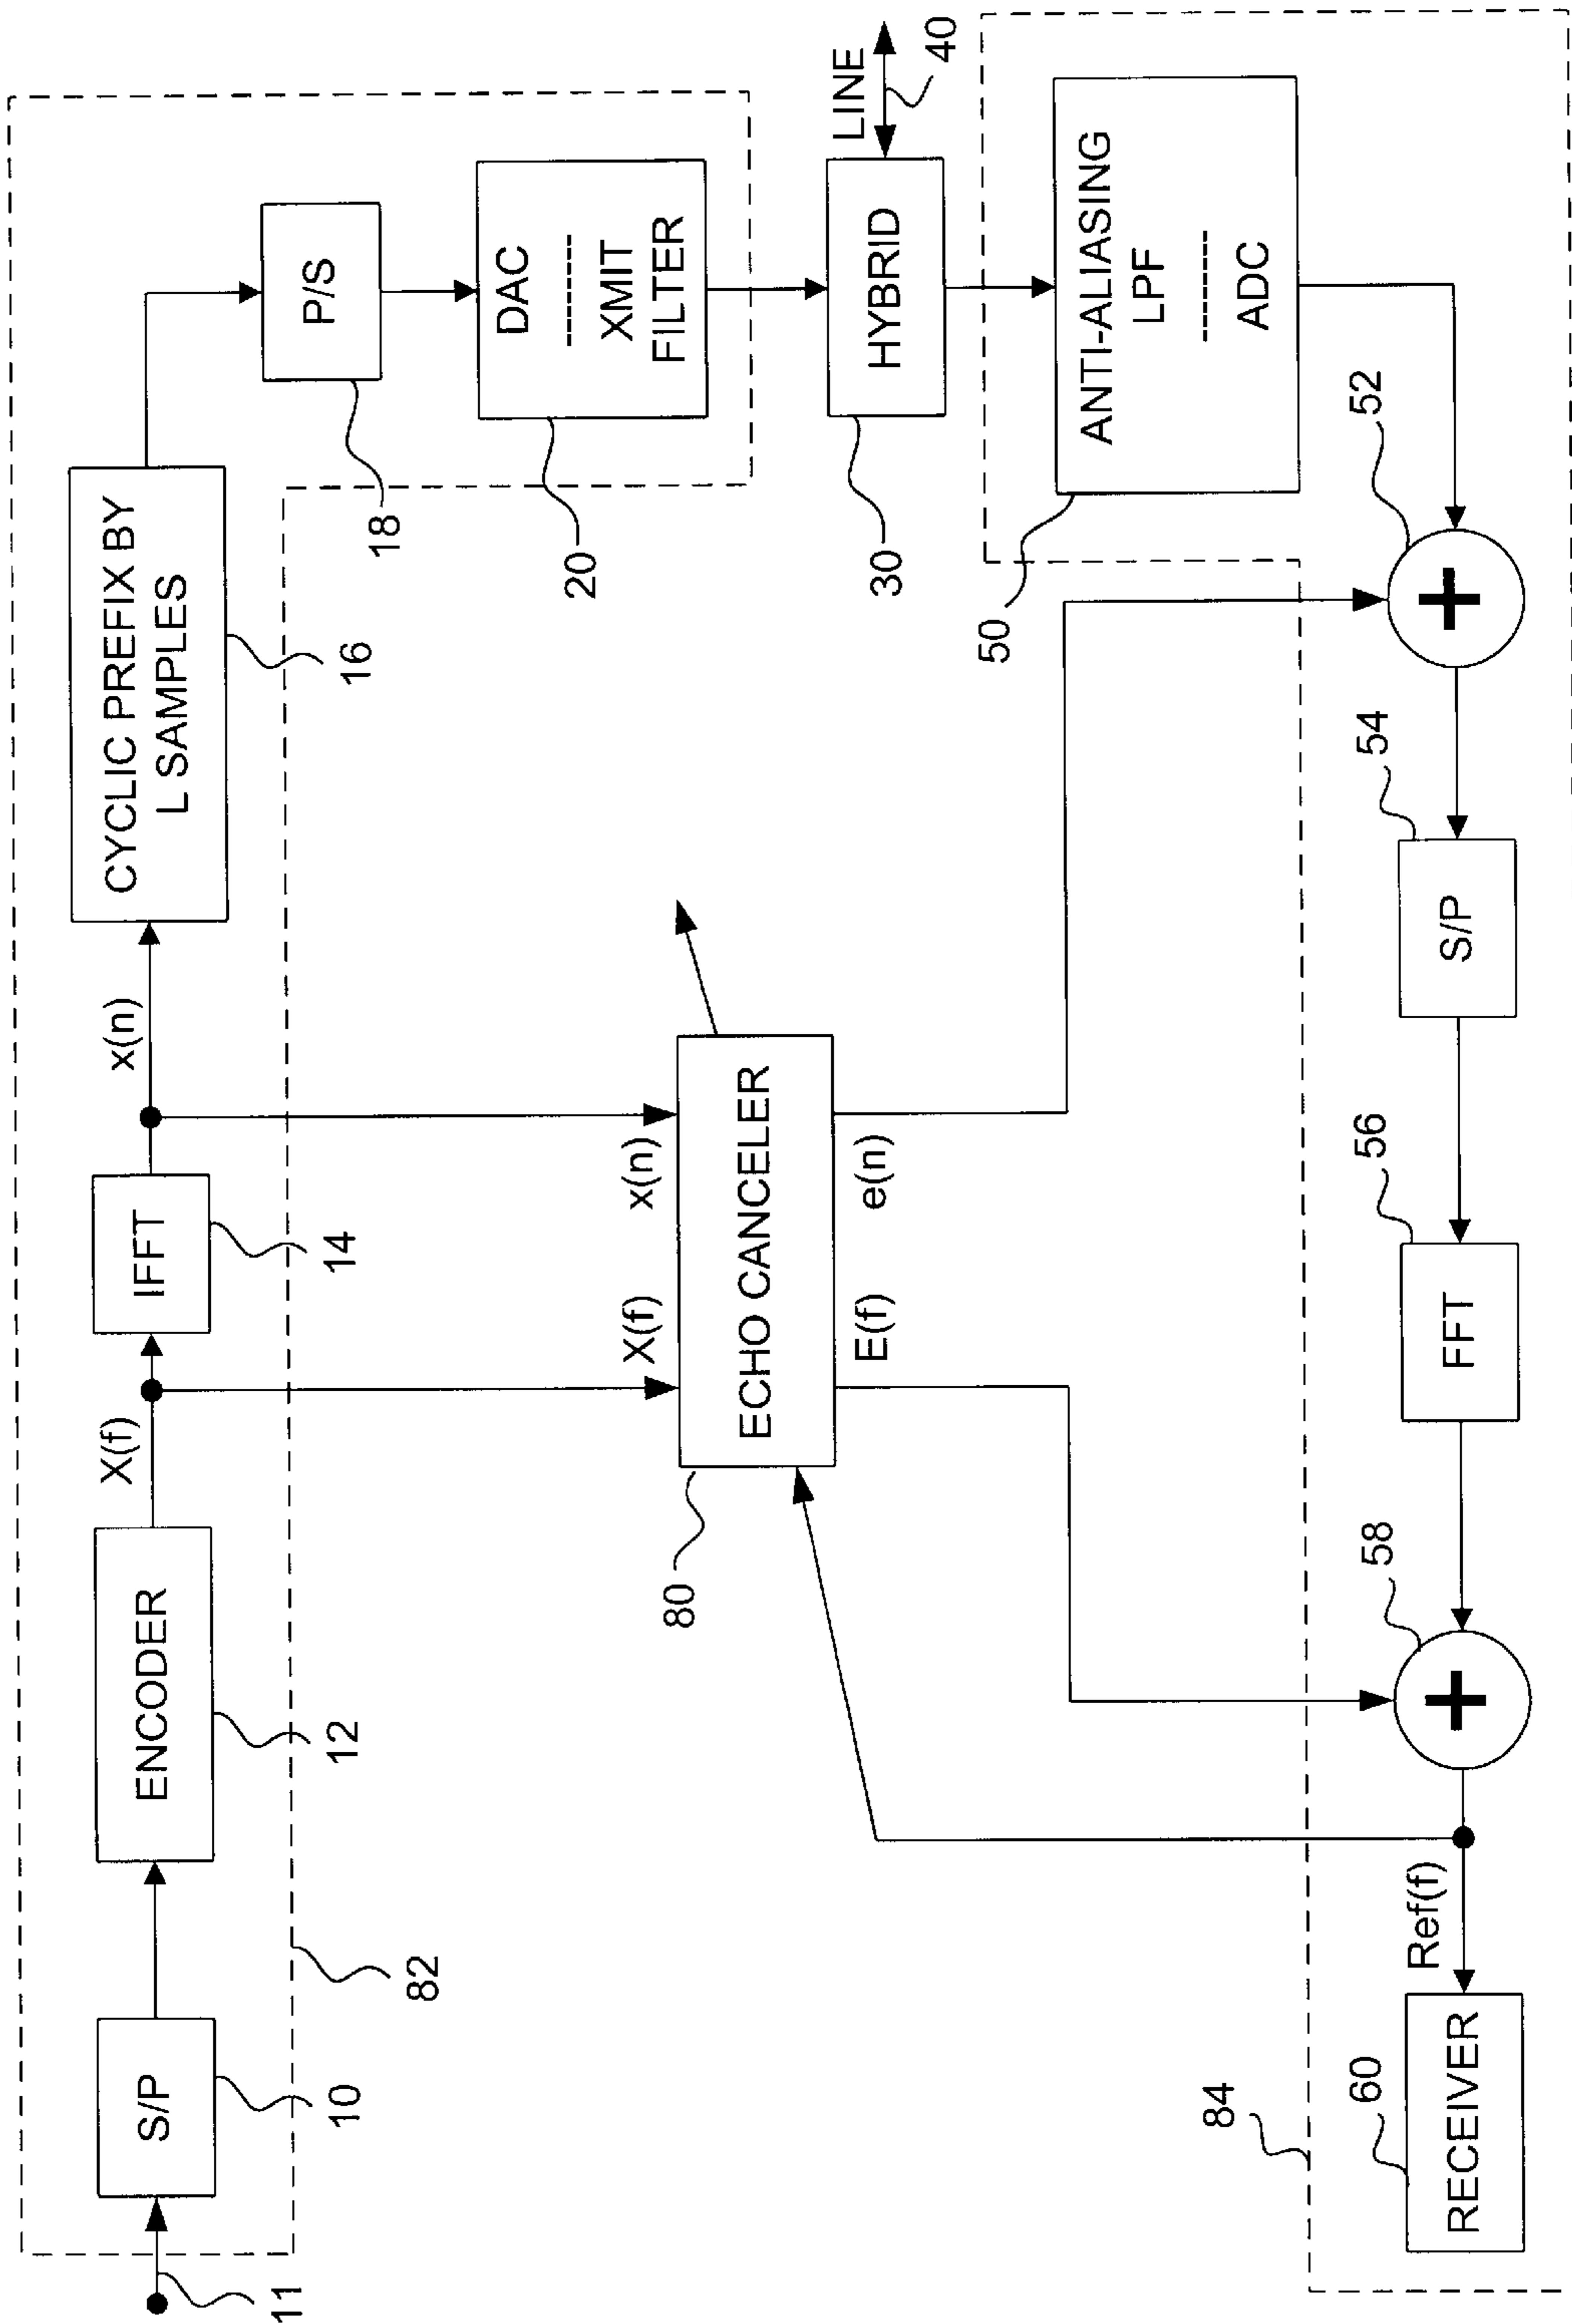 11
S/P
10
ENCODER
12
X(f)
IFFT
14
x(n)
CYCLIC PREFIX BY
L SAMPLES
16
P/S
18
DAC
XMIT
FILTER
20
82
HYBRID
30
LINE
40
X(f)
x(n)
ECHO CANCELER
80
E(f)
e(n)
ANTI-ALIASING
LPF
ADC
50
52
54
S/P
56
FFT
58
Ref(f)
84
60
RECEIVER
+
+